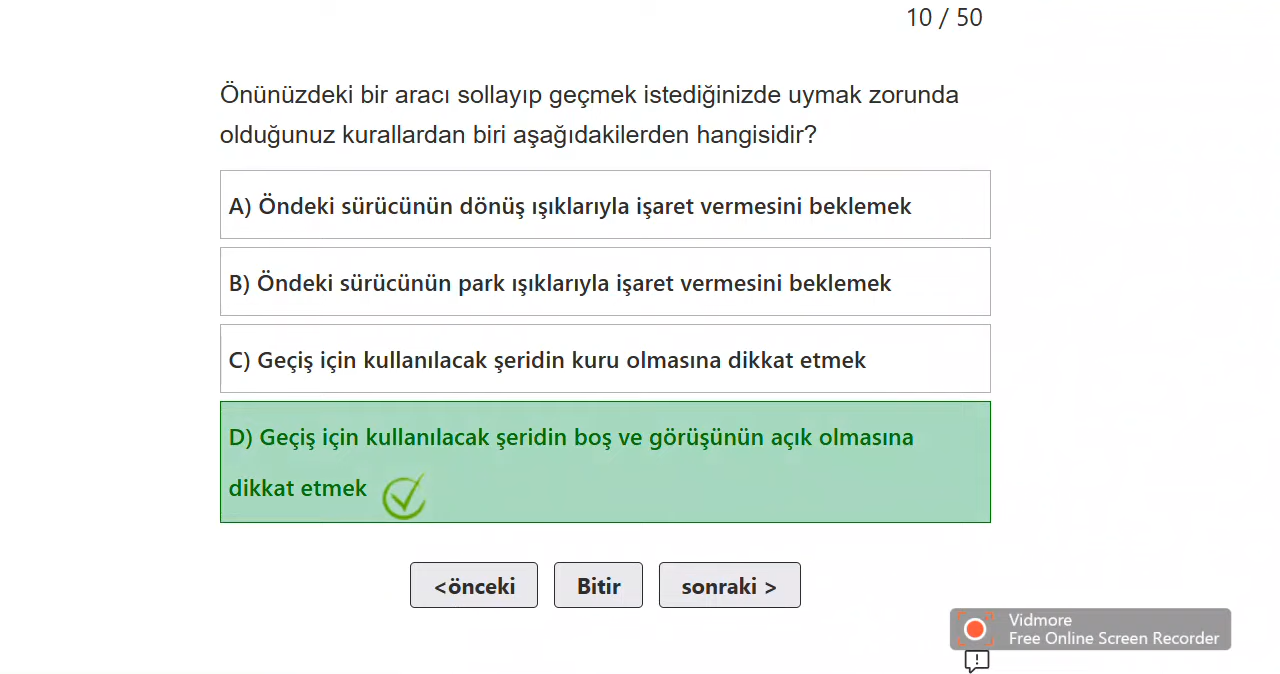 10 / 50
Önünüzdeki bir aracı sollayıp geçmek istediğinizde uymak zorunda
olduğunuz kurallardan biri aşağıdakilerden hangisidir?
A) Öndeki sürücünün dönüş ışıklarıyla işaret vermesini beklemek
B) Öndeki sürücünün park ışıklarıyla işaret vermesini beklemek
C) Geçiş için kullanılacak şeridin kuru olmasına dikkat etmek
D) Geçiş için kullanılacak şeridin boş ve görüşünün açık olmasına
dikkat etmek
<önceki Bitir sonraki >
Vidmore
Free Online Screen Recorder